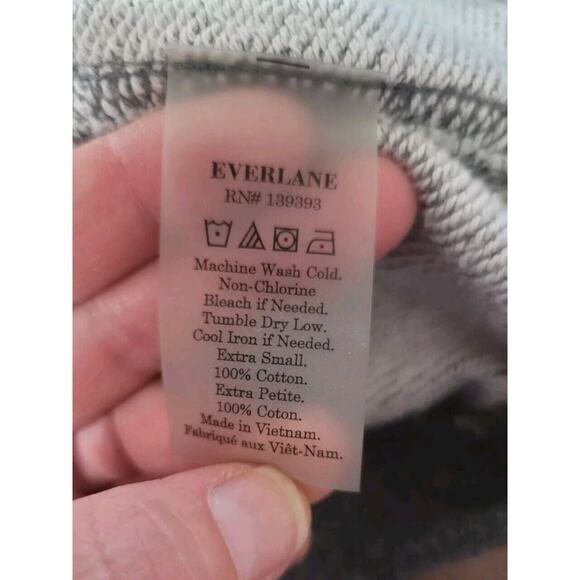 EVERLANE
RN# 139393
Machine Wash Cold.
Non-Chlorine
Bleach if Needed.
Tumble Dry Low.
Cool Iron if Needed.
Extra Small.
100% Cotton.
Extra Petite.
100% Coton.
Made in Vietnam.
Fabriqué aux Viêt-Nam.